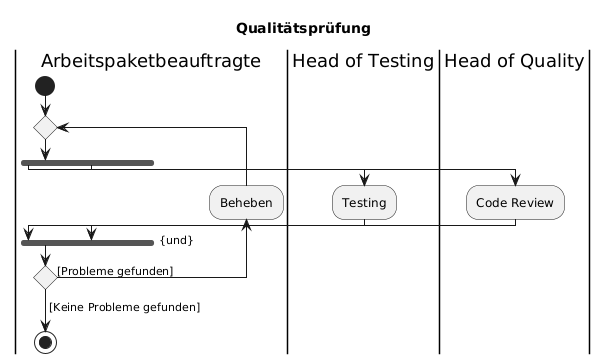 Qualitätsprüfung
Arbeitspaketbeauftragte
Head of Testing
Head of Quality
Beheben
Testing
Code Review
{und}
[Probleme gefunden]
[Keine Probleme gefunden]